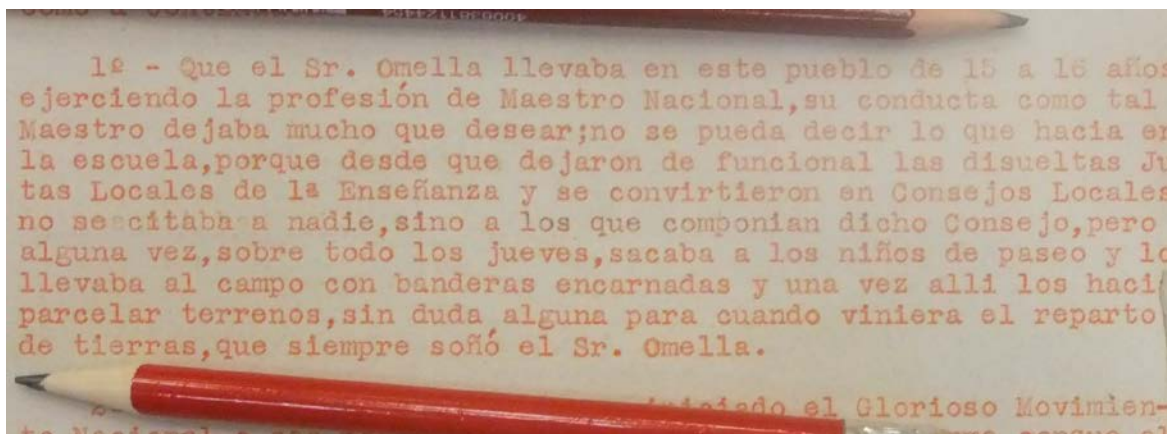 4006381124454
1º - Que el Sr. Omella llevaba en este pueblo de 15 a 16 años
ejerciendo la profesión de Maestro Nacional,su conducta como tal
Maestro dejaba mucho que desear;no se pueda decir lo que hacia en
la escuela,porque desde que dejaron de funcional las disueltas Ju
tas Locales de 1ª Enseñanza y se convirtieron en Consejos Locales
no se citaba a nadie,sino a los que componian dicho Consejo,pero
alguna vez,sobre todo los jueves,sacaba a los niños de paseo y lo
llevaba al campo con banderas encarnadas y una vez alli los hací
parcelar terrenos,sin duda alguna para cuando viniera el reparto
de tierras,que siempre soñó el Sr. Omella.
iniciado el Glorioso Movimien-